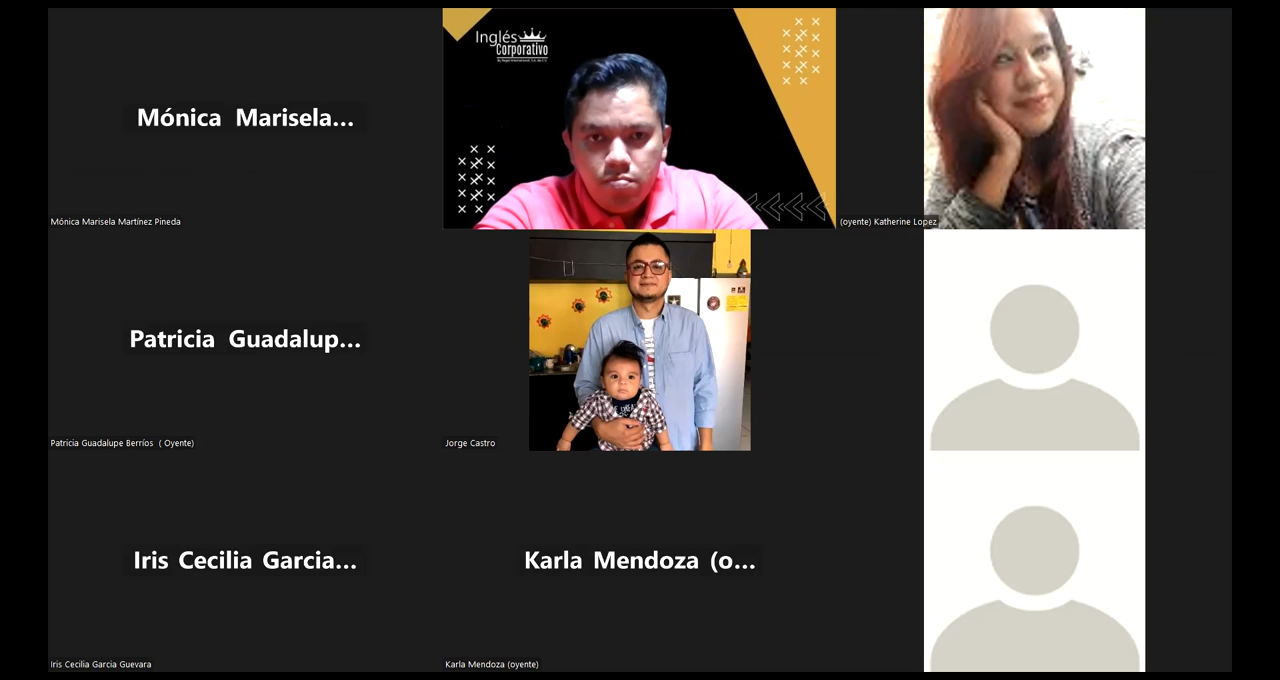 Mónica Marisela...
Mónica Marisela Martínez Pineda
Inglés
Corporativo
(oyente) Katherine Lopez
Patricia Guadalup...
Patricia Guadalupe Berríos ( Oyente)
Jorge Castro
Iris Cecilia Garcia...
Iris Cecilia Garcia Guevara
Karla Mendoza (o...
Karla Mendoza (oyente)